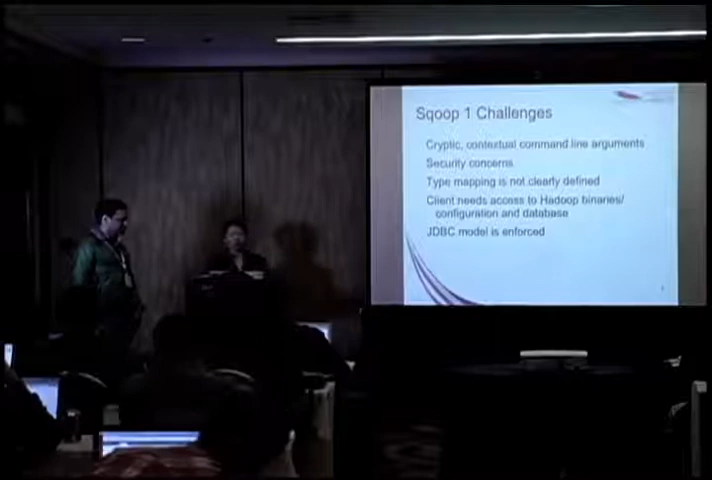 Sqoop 1 Challenges
Cryptic, contextual command line arguments
Security concerns
Type mapping is not clearly defined
Client needs access to Hadoop binaries/
configuration and database
JDBC model is enforced